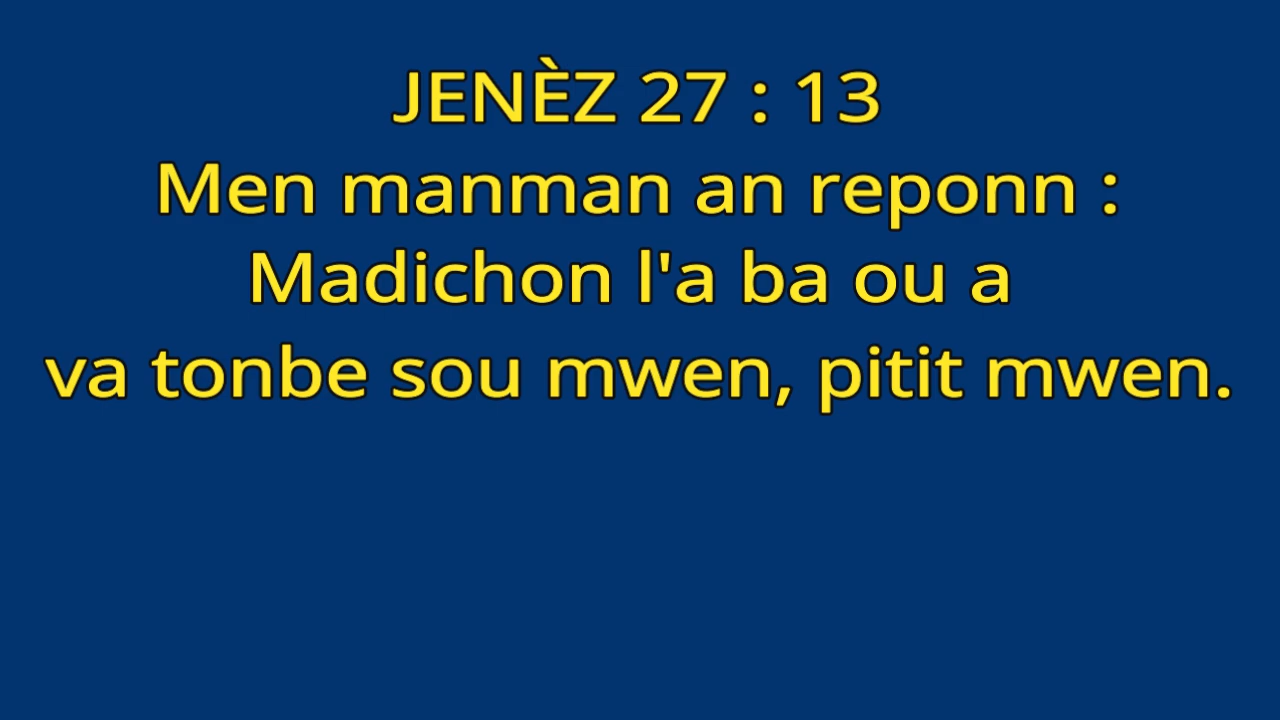 JENÈZ 27 : 13
Men manman an reponn :
Madichon l'a ba ou a
va tonbe sou mwen, pitit mwen.